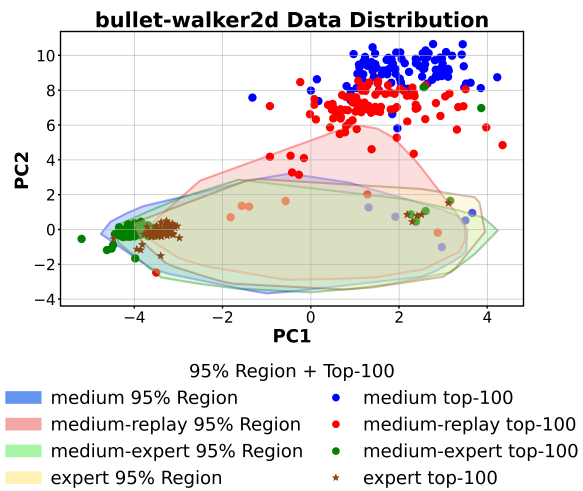 bullet-walker2d Data Distribution
10
8
6
4
2
0
−2
−4
PC2
−4
−2
0
2
4
PC1
95% Region + Top-100
medium 95% Region
medium top-100
medium-replay 95% Region
medium-replay top-100
medium-expert 95% Region
medium-expert top-100
expert 95% Region
expert top-100